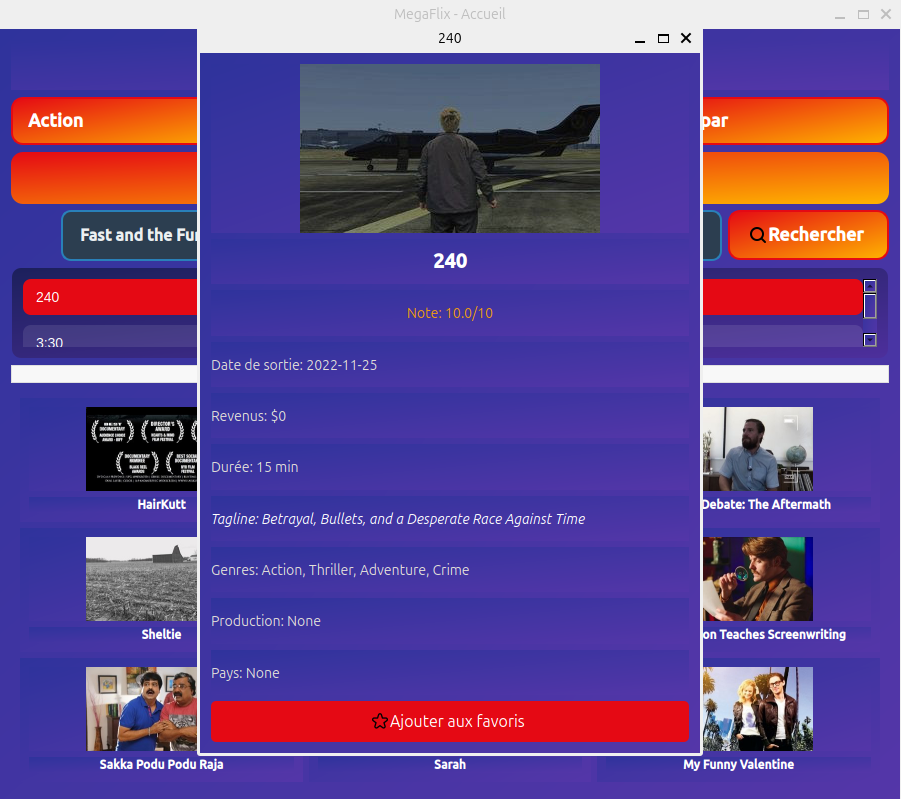 MegaFlix - Accueil
240
Action
par
Fast and the Fur
Rechercher
240
3:30
240
Note: 10.0/10
Date de sortie: 2022-11-25
Revenus: $0
Durée: 15 min
Tagline: Betrayal, Bullets, and a Desperate Race Against Time
Genres: Action, Thriller, Adventure, Crime
Production: None
Pays: None
Ajouter aux favoris
HairKutt
Debate: The Aftermath
Sheltie
on Teaches Screenwriting
Sakka Podu Podu Raja
Sarah
My Funny Valentine